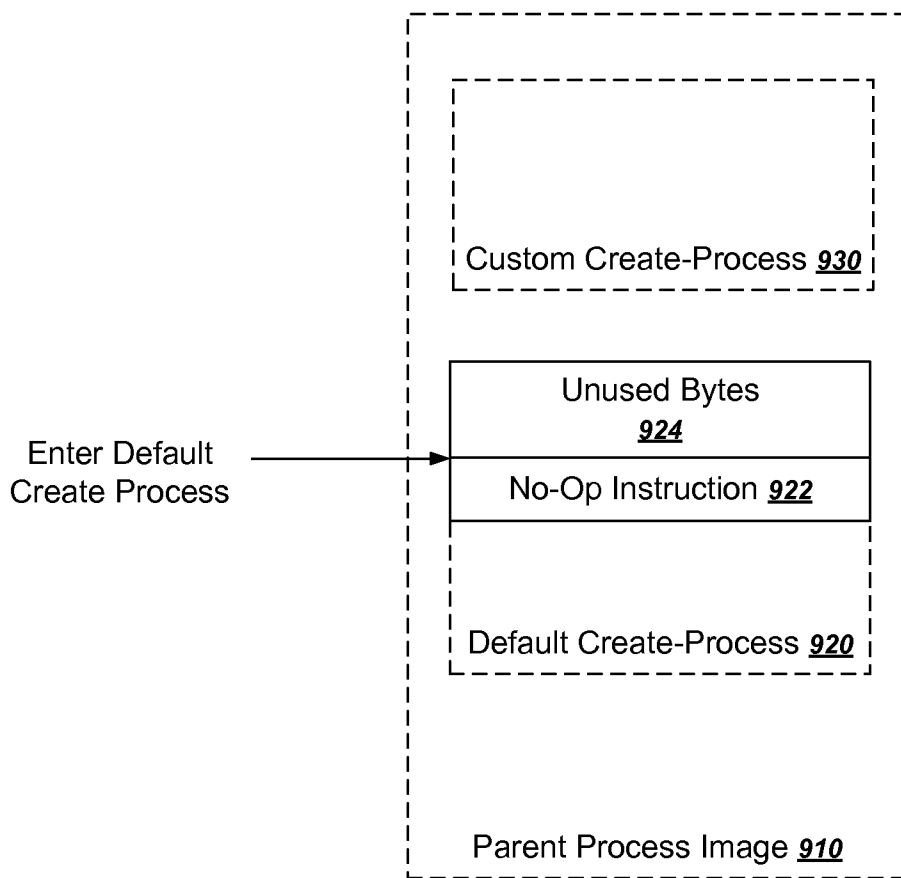 Custom Create-Process 930
Unused Bytes
924
Enter Default
Create Process
No-Op Instruction 922
Default Create-Process 920
Parent Process Image 910